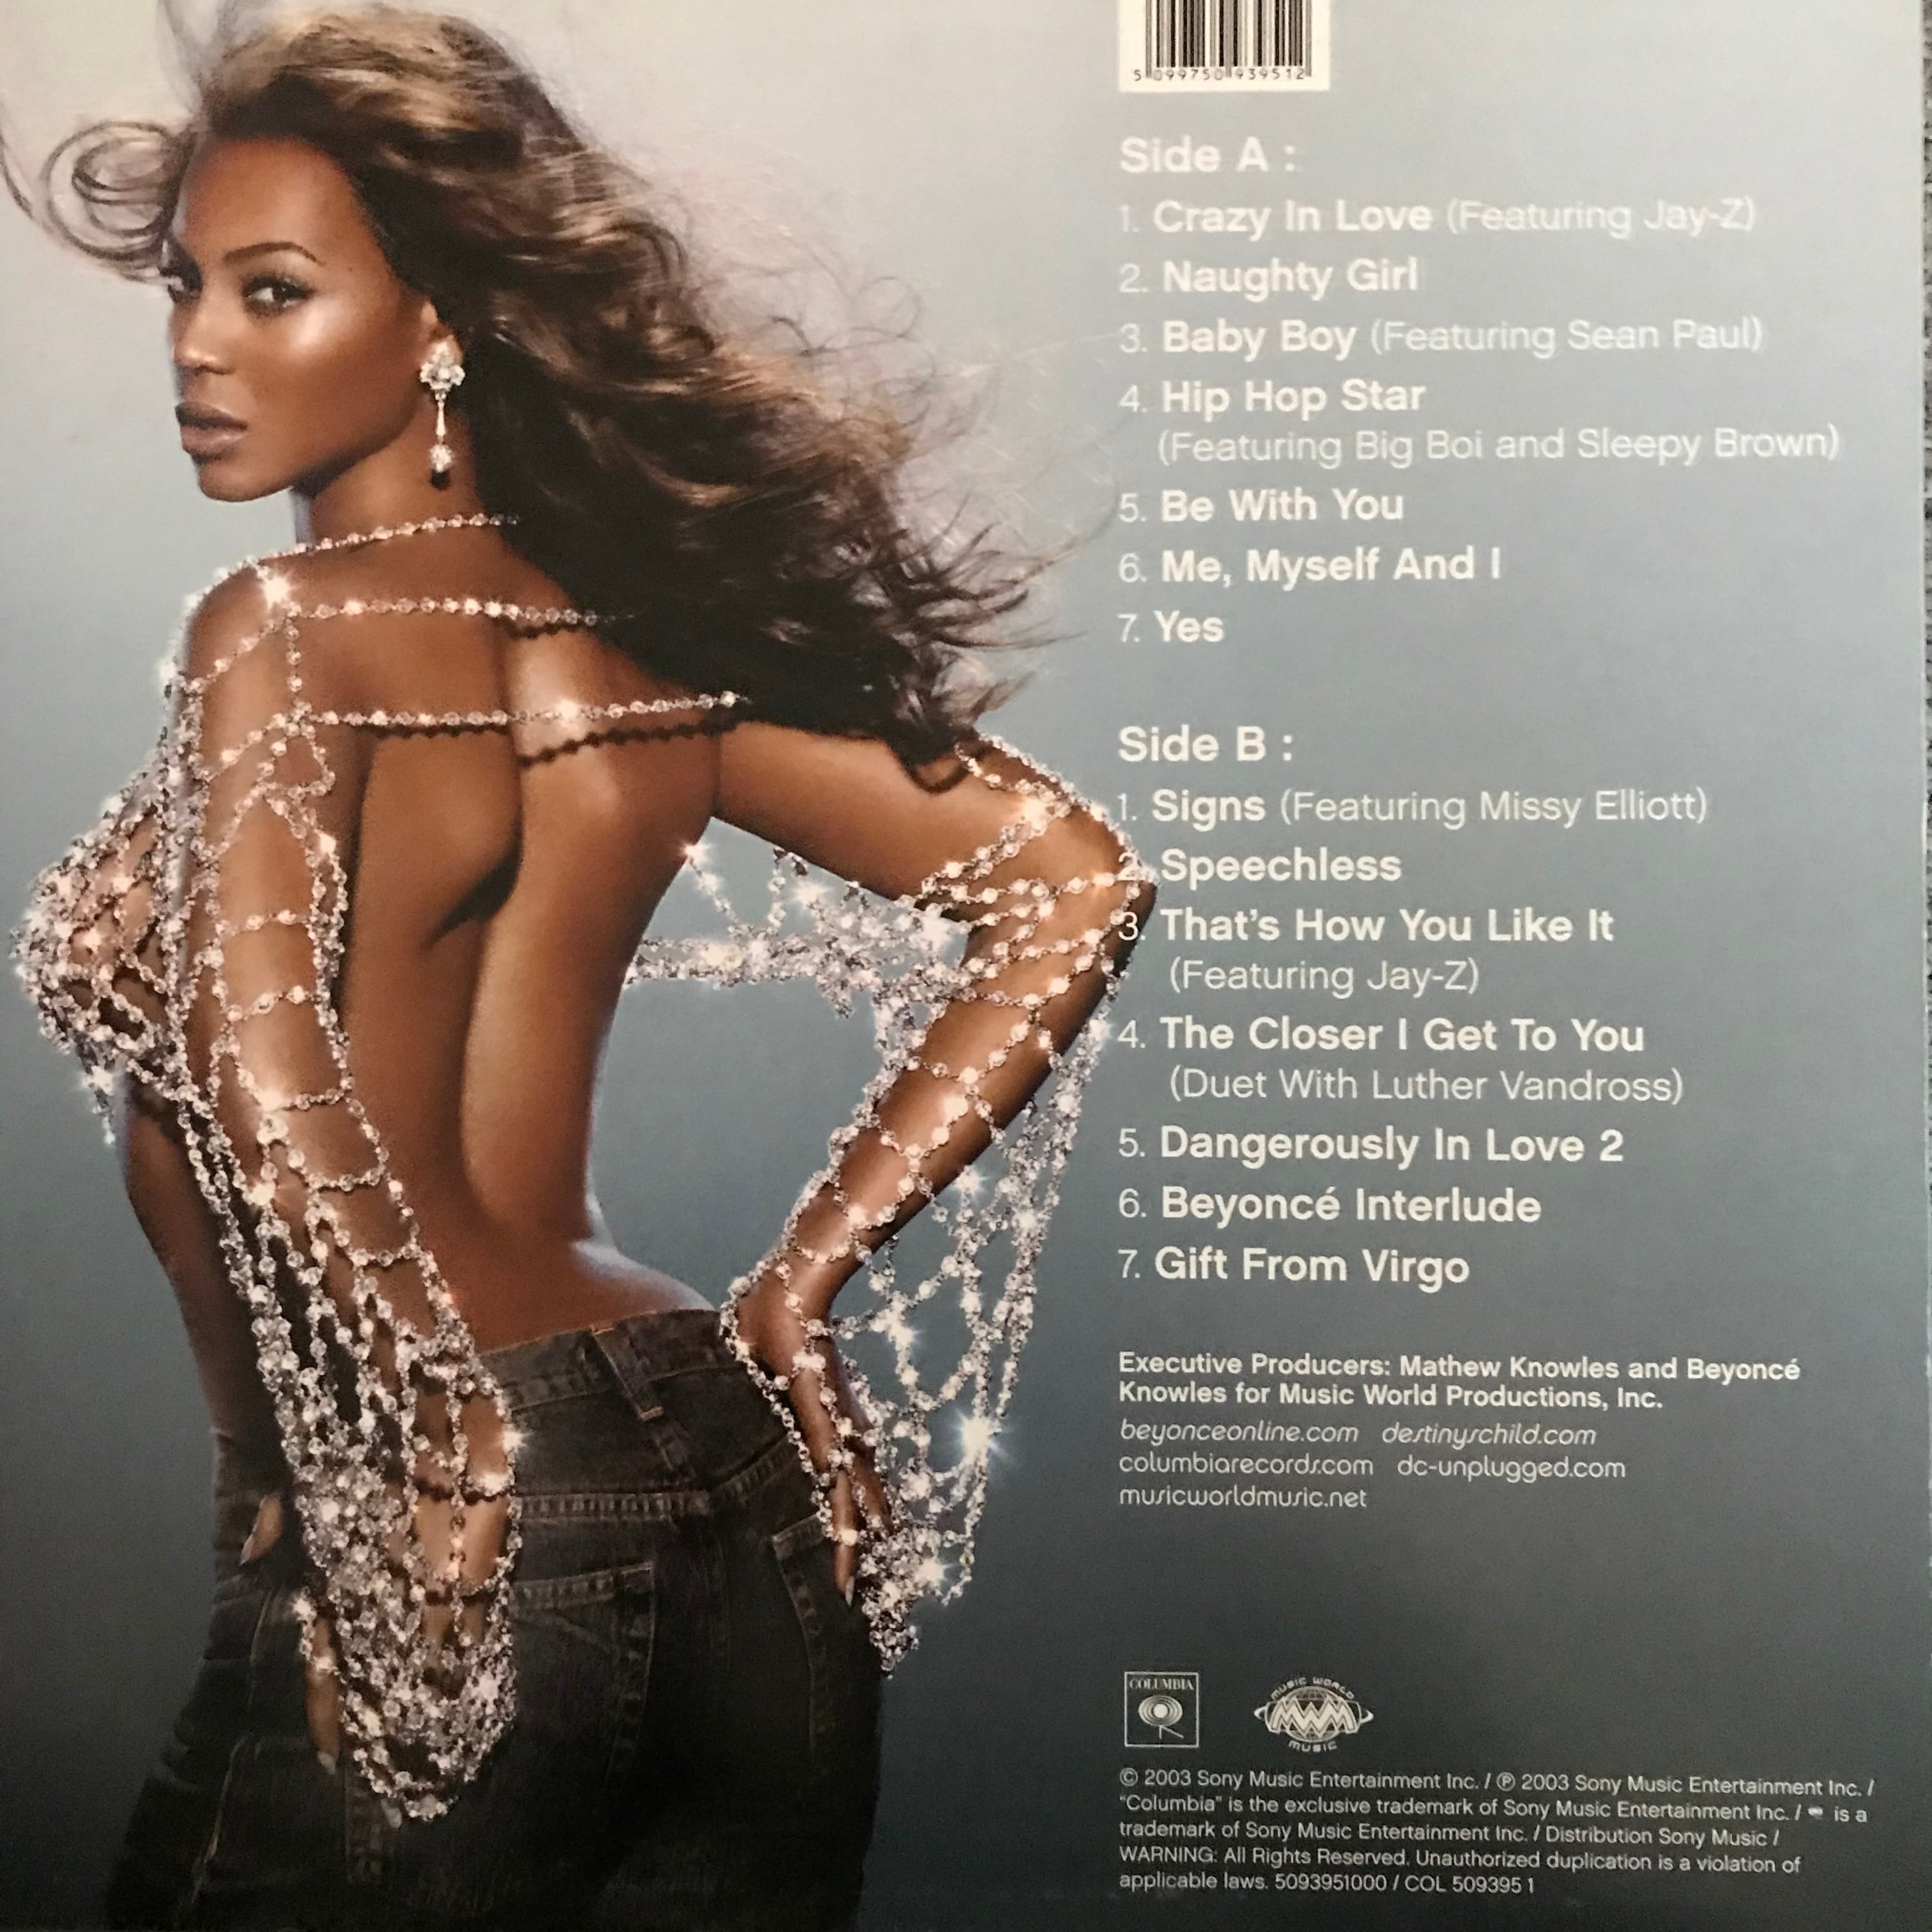 5 099750 939512
Side A :
1. Crazy In Love (Featuring Jay-Z)
2. Naughty Girl
3. Baby Boy (Featuring Sean Paul)
4. Hip Hop Star
(Featuring Big Boi and Sleepy Brown)
5. Be With You
6. Me, Myself And I
7. Yes
Side B :
1. Signs (Featuring Missy Elliott)
2. Speechless
3. That's How You Like It
(Featuring Jay-Z)
4. The Closer I Get To You
(Duet With Luther Vandross)
5. Dangerously In Love 2
6. Beyoncé Interlude
7. Gift From Virgo
Executive Producers: Mathew Knowles and Beyoncé
Knowles for Music World Productions, Inc.
beyonceonline.com destinyschild.com
columbiarecords.com dc-unplugged.com
musicworldmusic.net
COLUMBIA
MUSIC WORLD
MWM
MUSIC
© 2003 Sony Music Entertainment Inc. / ℗ 2003 Sony Music Entertainment Inc. /
"Columbia" is the exclusive trademark of Sony Music Entertainment Inc. / is a
trademark of Sony Music Entertainment Inc. / Distribution Sony Music /
WARNING: All Rights Reserved. Unauthorized duplication is a violation of
applicable laws. 5093951000 / COL 509395 1